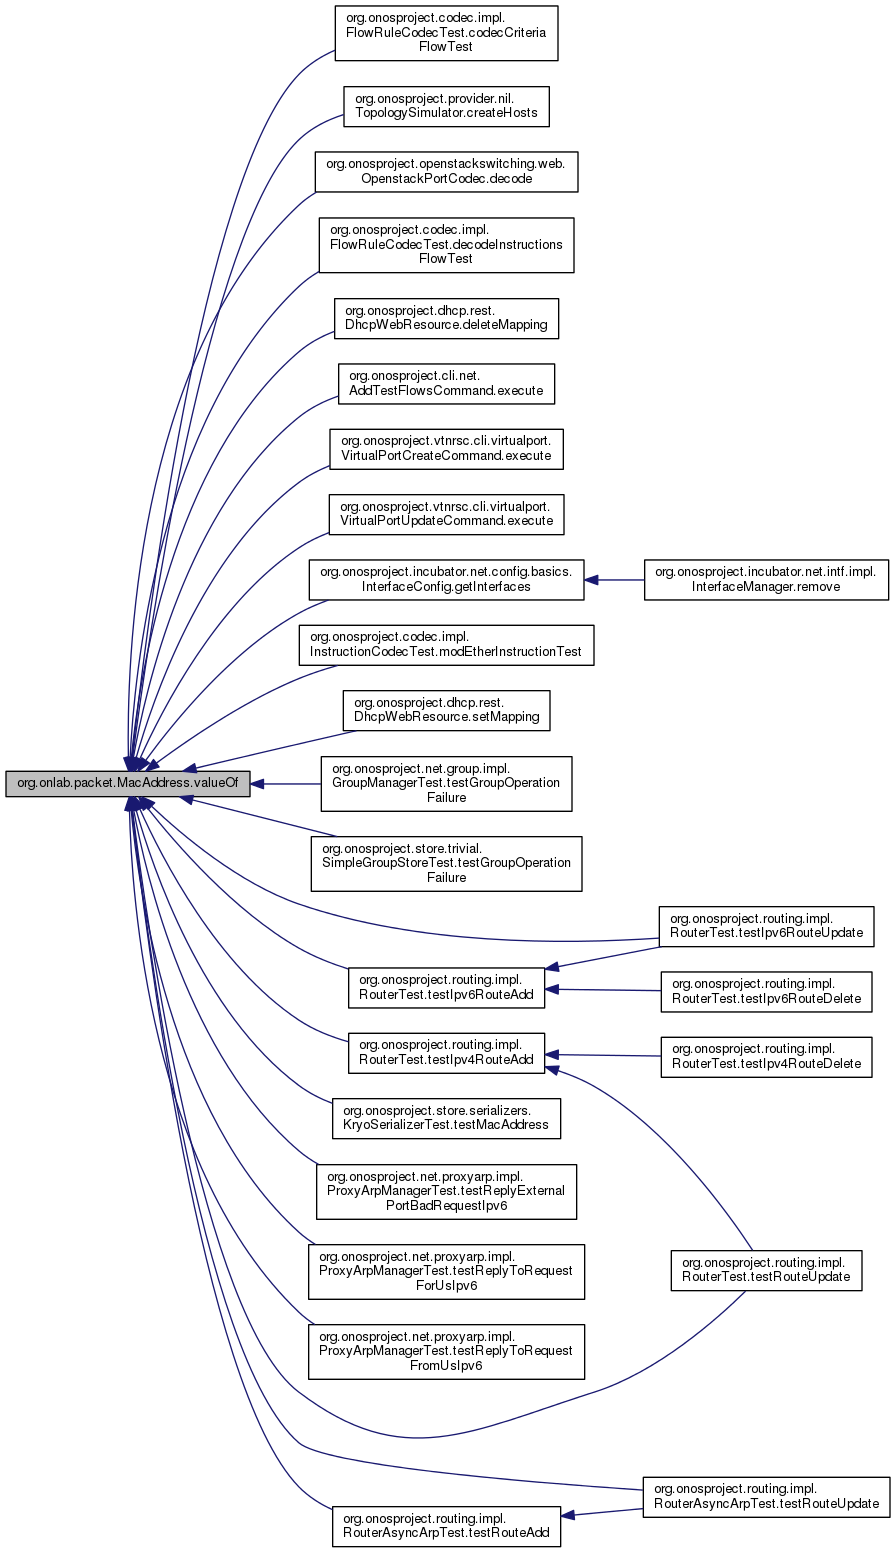 org.onosproject.codec.impl.
FlowRuleCodecTest.codecCriteria
FlowTest
org.onosproject.provider.nil.
TopologySimulator.createHosts
org.onosproject.openstackswitching.web.
OpenstackPortCodec.decode
org.onosproject.codec.impl.
FlowRuleCodecTest.decodeInstructions
FlowTest
org.onosproject.dhcp.rest.
DhcpWebResource.deleteMapping
org.onosproject.cli.net.
AddTestFlowsCommand.execute
org.onosproject.vtnrsc.cli.virtualport.
VirtualPortCreateCommand.execute
org.onosproject.vtnrsc.cli.virtualport.
VirtualPortUpdateCommand.execute
org.onosproject.incubator.net.config.basics.
InterfaceConfig.getInterfaces
org.onosproject.incubator.net.intf.impl.
InterfaceManager.remove
org.onosproject.codec.impl.
InstructionCodecTest.modEtherInstructionTest
org.onosproject.dhcp.rest.
DhcpWebResource.setMapping
org.onlab.packet.MacAddress.valueOf
org.onosproject.net.group.impl.
GroupManagerTest.testGroupOperation
Failure
org.onosproject.store.trivial.
SimpleGroupStoreTest.testGroupOperation
Failure
org.onosproject.routing.impl.
RouterTest.testIpv6RouteUpdate
org.onosproject.routing.impl.
RouterTest.testIpv6RouteAdd
org.onosproject.routing.impl.
RouterTest.testIpv6RouteDelete
org.onosproject.routing.impl.
RouterTest.testIpv4RouteAdd
org.onosproject.routing.impl.
RouterTest.testIpv4RouteDelete
org.onosproject.store.serializers.
KryoSerializerTest.testMacAddress
org.onosproject.net.proxyarp.impl.
ProxyArpManagerTest.testReplyExternal
PortBadRequestIpv6
org.onosproject.net.proxyarp.impl.
ProxyArpManagerTest.testReplyToRequest
ForUsIpv6
org.onosproject.routing.impl.
RouterTest.testRouteUpdate
org.onosproject.net.proxyarp.impl.
ProxyArpManagerTest.testReplyToRequest
FromUsIpv6
org.onosproject.routing.impl.
RouterAsyncArpTest.testRouteUpdate
org.onosproject.routing.impl.
RouterAsyncArpTest.testRouteAdd